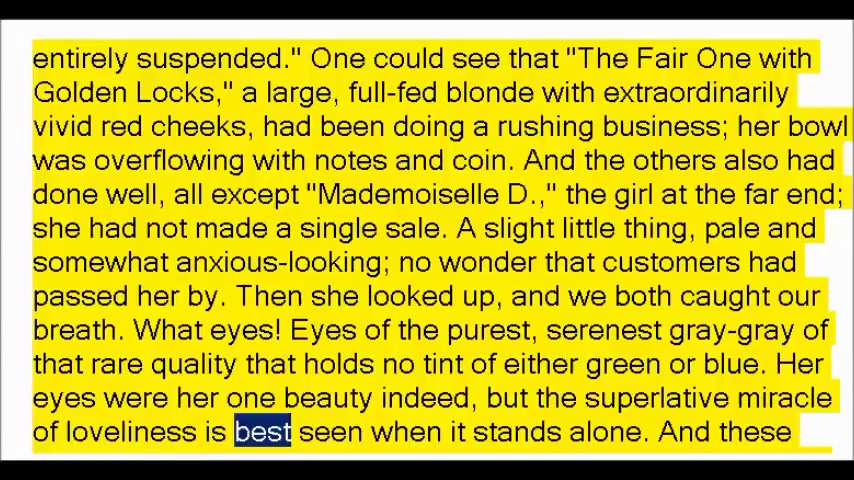 entirely suspended." One could see that "The Fair One with
Golden Locks," a large, full-fed blonde with extraordinarily
vivid red cheeks, had been doing a rushing business; her bowl
was overflowing with notes and coin. And the others also had
done well, all except "Mademoiselle D.," the girl at the far end;
she had not made a single sale. A slight little thing, pale and
somewhat anxious-looking; no wonder that customers had
passed her by. Then she looked up, and we both caught our
breath. What eyes! Eyes of the purest, serenest gray-gray of
that rare quality that holds no tint of either green or blue. Her
eyes were her one beauty indeed, but the superlative miracle
of loveliness is best seen when it stands alone. And these